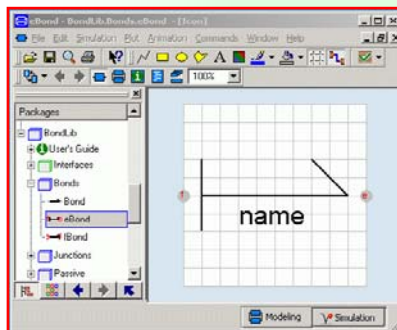 eBond - BondLib.Bonds.eBond - [Icon]
File Edit Simulation Plot Animation Commands Window Help
100%
Packages
BondLib
User's Guide
Interfaces
Bonds
Bond
eBond
fBond
Junctions
Passive
f
e
name
Modeling
Simulation